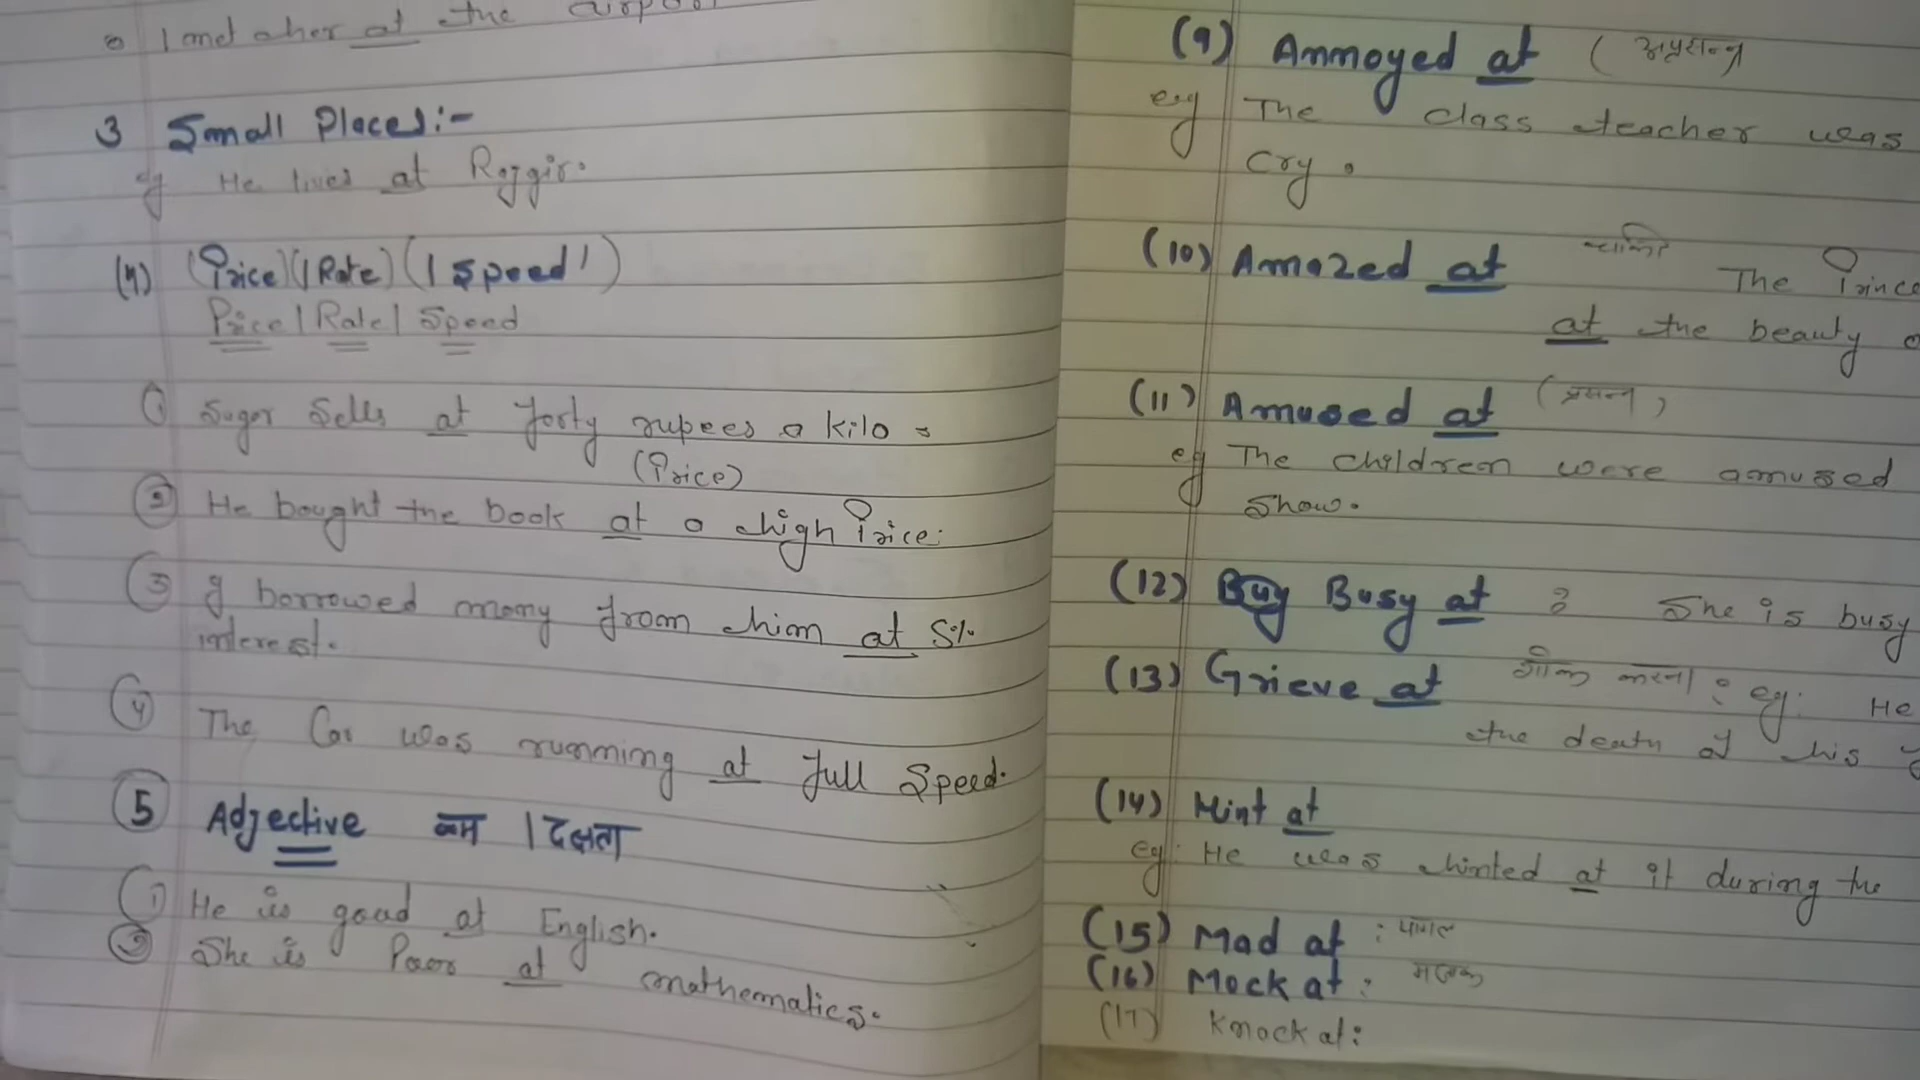 I met her at the airport
3 Small Places:-
eg He lives at Rajgir.
(4) (Price) (Rate) (Speed)
Price | Rate | Speed
① Sugar Sells at forty rupees a kilo
(Price)
② He bought the book at a high Price.
③ I borrowed mony from him at 5%
interest.
④ The Car was running at full Speed.
⑤ Adjective कम | दक्षता
① He is good at English.
② She is Poor at mathematics.
(9) Annoyed at (अप्रसन्न
eg The class teacher was
Cry.
(10) Amazed at The Prince
at the beauty o
(11) Amused at (प्रसन्न)
eg The children were amused
Show.
(12) Busy at : She is busy
(13) Grieve at शोक करना : eg: He
the death of his
(14) Hint at
eg: He was hinted at it during the
(15) Mad at : पागल
(16) Mock at : मजाक
(17) Knock at: